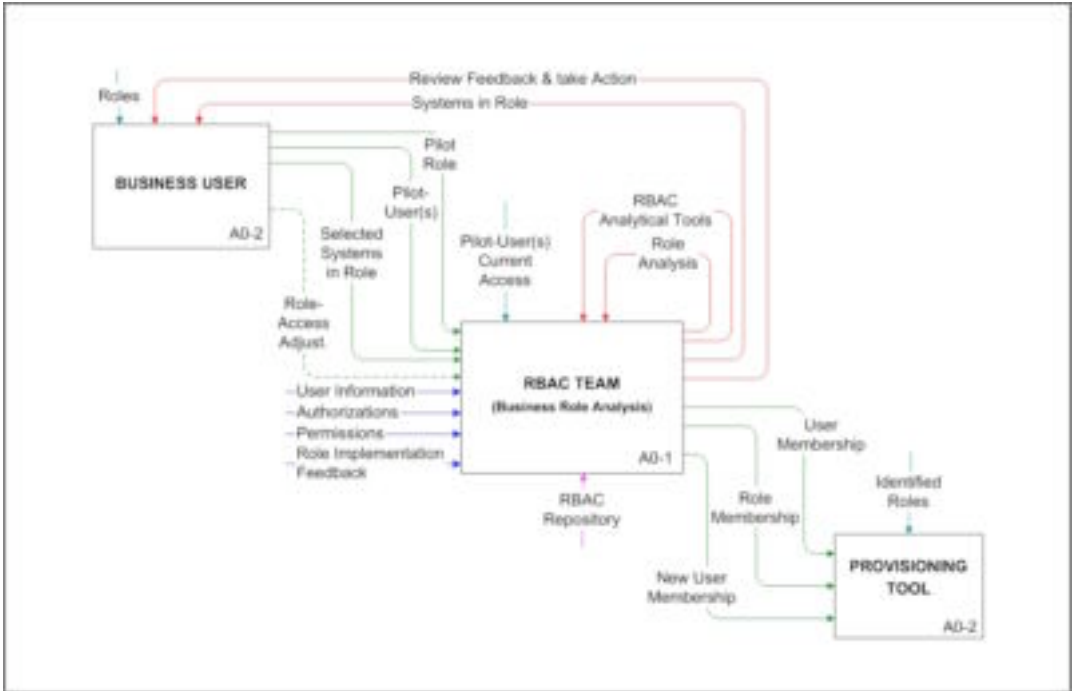 Review Feedback & take Action
Roles
Systems in Role
Pilot
Role
BUSINESS USER
A0-2
Pilot-
User(s)
Selected
Systems
in Role
RBAC
Analytical Tools
Pilot-User(s)
Current
Access
Role
Analysis
Role-
Access
Adjust.
RBAC TEAM
(Business Role Analysis)
A0-1
User Information
Authorizations
Permissions
Role Implementation
Feedback
User
Membership
RBAC
Repository
Role
Membership
Identified
Roles
New User
Membership
PROVISIONING
TOOL
A0-2